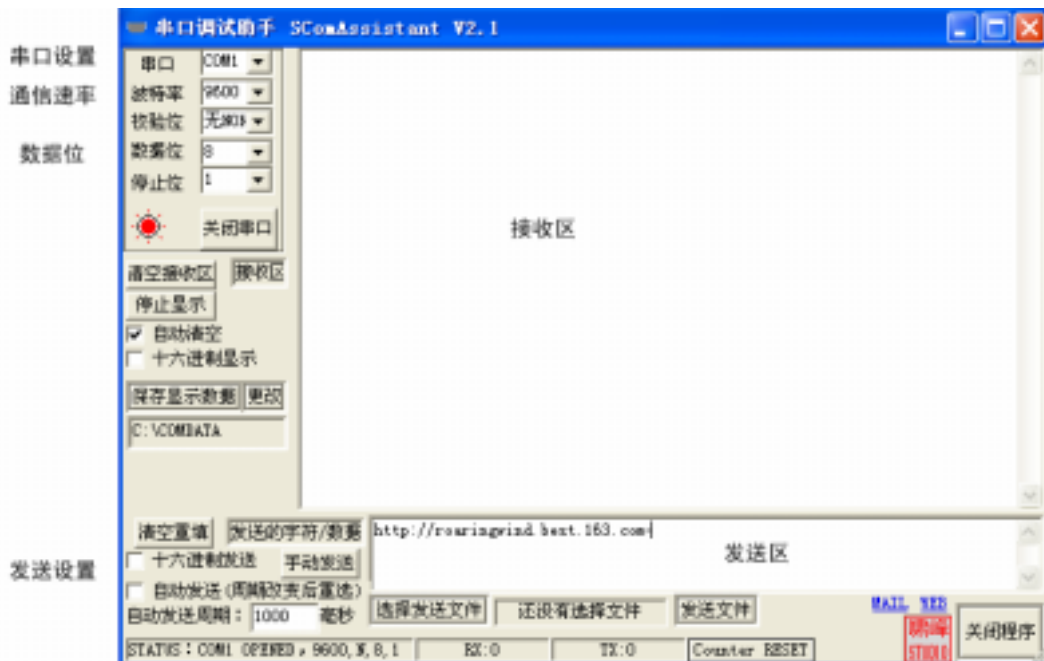 串口调试助手 SComAssistant V2.1
串口设置
串口 COM1
通信速率
波特率 9600
校验位 无NON
数据位
数据位 8
停止位 1
关闭串口
接收区
清空接收区 接收区
停止显示
自动清空
十六进制显示
保存显示数据 更改
C:\COMDATA
清空重填 发送的字符/数据 http://roaringwind.best.163.com
发送区
发送设置
十六进制发送 手动发送
自动发送(周期改变后重选)
自动发送周期: 1000 毫秒 选择发送文件 还没有选择文件 发送文件 MAIL WEB
STUDIO
关闭程序
STATUS:COM1 OPENED,9600,N,8,1 RX:0 TX:0 Counter RESET